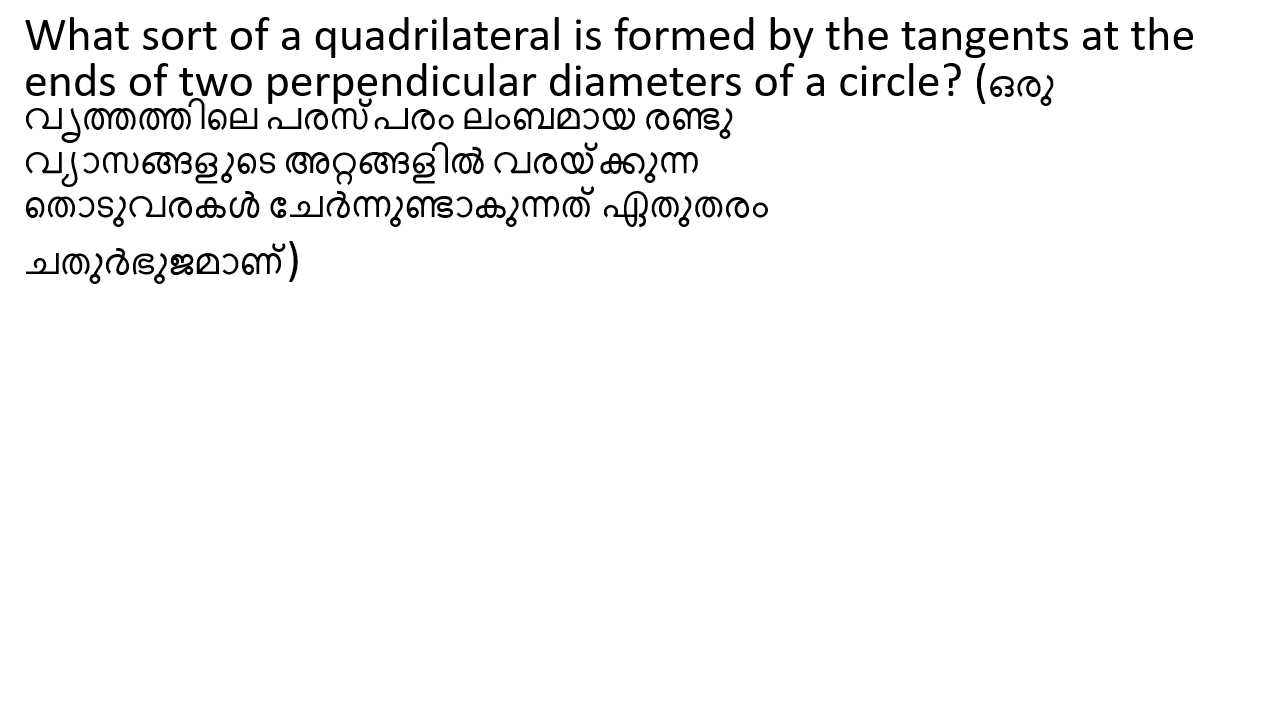 What sort of a quadrilateral is formed by the tangents at the
ends of two perpendicular diameters of a circle? (ഒരു
വൃത്തത്തിലെ പരസ്പരം ലംബമായ രണ്ടു
വ്യാസങ്ങളുടെ അറ്റങ്ങളിൽ വരയ്ക്കുന്ന
തൊടുവരകൾ ചേർന്നുണ്ടാകുന്നത് ഏതുതരം
ചതുർഭുജമാണ്)